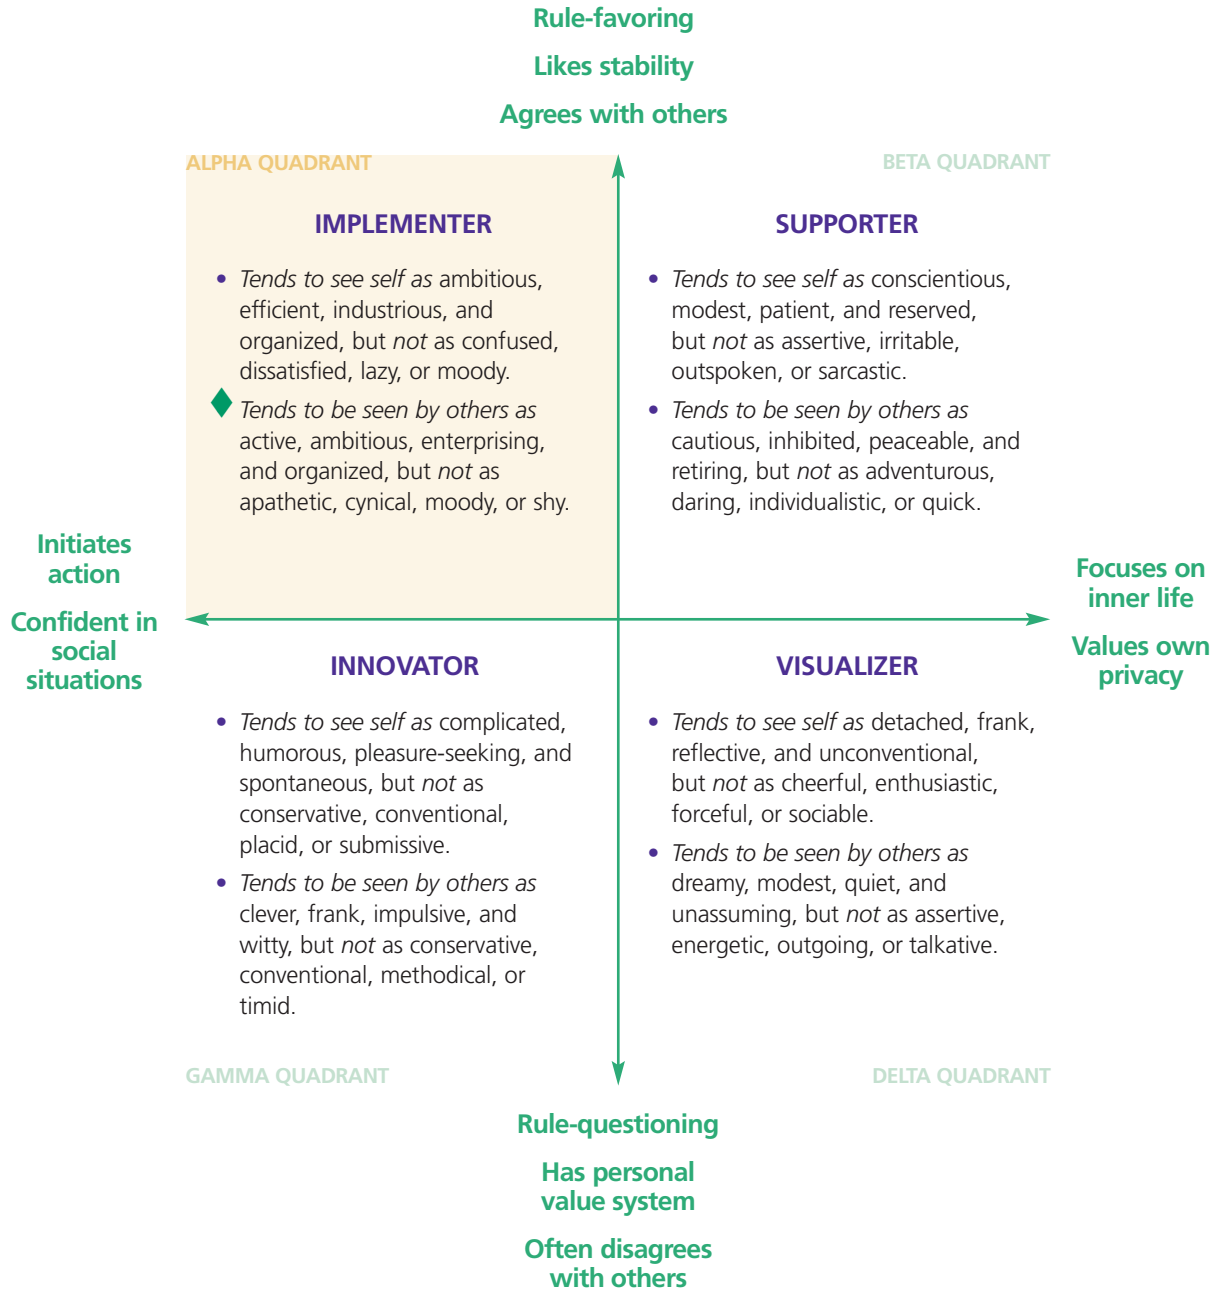 Rule-favoring
Likes stability
Agrees with others
ALPHA QUADRANT
BETA QUADRANT
IMPLEMENTER
• Tends to see self as ambitious,
efficient, industrious, and
organized, but not as confused,
dissatisfied, lazy, or moody.
Tends to be seen by others as
active, ambitious, enterprising,
and organized, but not as
apathetic, cynical, moody, or shy.
SUPPORTER
• Tends to see self as conscientious,
modest, patient, and reserved,
but not as assertive, irritable,
outspoken, or sarcastic.
• Tends to be seen by others as
cautious, inhibited, peaceable, and
retiring, but not as adventurous,
daring, individualistic, or quick.
Initiates
action
Confident in
social
situations
Focuses on
inner life
Values own
privacy
INNOVATOR
• Tends to see self as complicated,
humorous, pleasure-seeking, and
spontaneous, but not as
conservative, conventional,
placid, or submissive.
• Tends to be seen by others as
clever, frank, impulsive, and
witty, but not as conservative,
conventional, methodical, or
timid.
VISUALIZER
• Tends to see self as detached, frank,
reflective, and unconventional,
but not as cheerful, enthusiastic,
forceful, or sociable.
• Tends to be seen by others as
dreamy, modest, quiet, and
unassuming, but not as assertive,
energetic, outgoing, or talkative.
GAMMA QUADRANT
DELTA QUADRANT
Rule-questioning
Has personal
value system
Often disagrees
with others